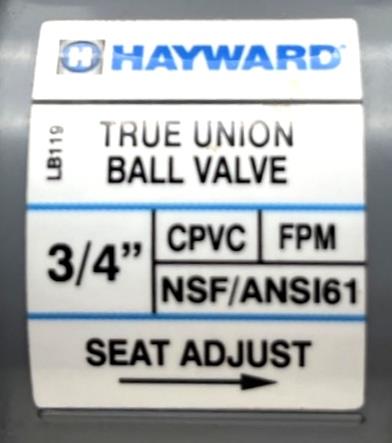 HAYWARD
LB119
TRUE UNION
BALL VALVE
3/4"
CPVC FPM
NSF/ANSI61
SEAT ADJUST